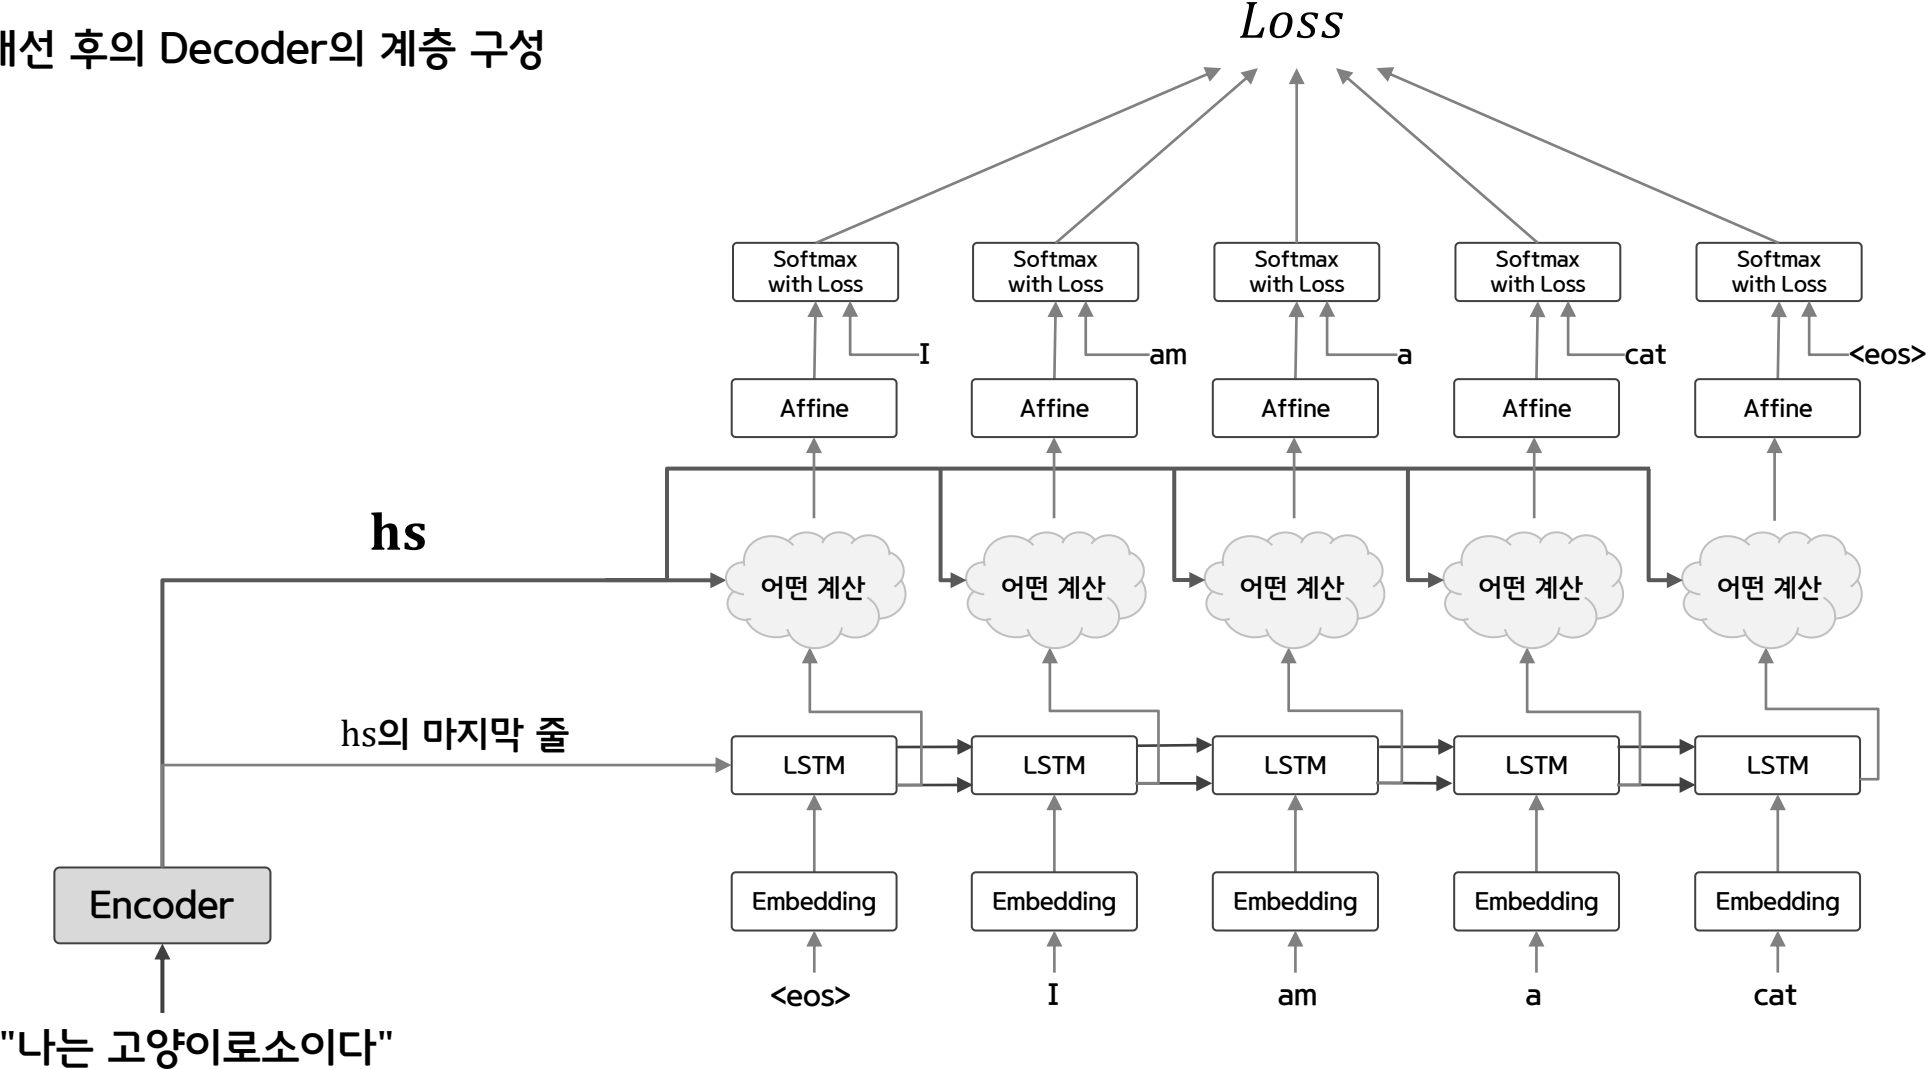 후의 Decoder의 계층 구성
Loss
Softmax
with Loss
Softmax
with Loss
Softmax
with Loss
Softmax
with Loss
Softmax
with Loss
I
am
a
cat
<eos>
Affine
Affine
Affine
Affine
Affine
hs
어떤 계산
어떤 계산
어떤 계산
어떤 계산
어떤 계산
hs의 마지막 줄
LSTM
LSTM
LSTM
LSTM
LSTM
Encoder
Embedding
Embedding
Embedding
Embedding
Embedding
<eos>
I
am
a
cat
"나는 고양이로소이다"